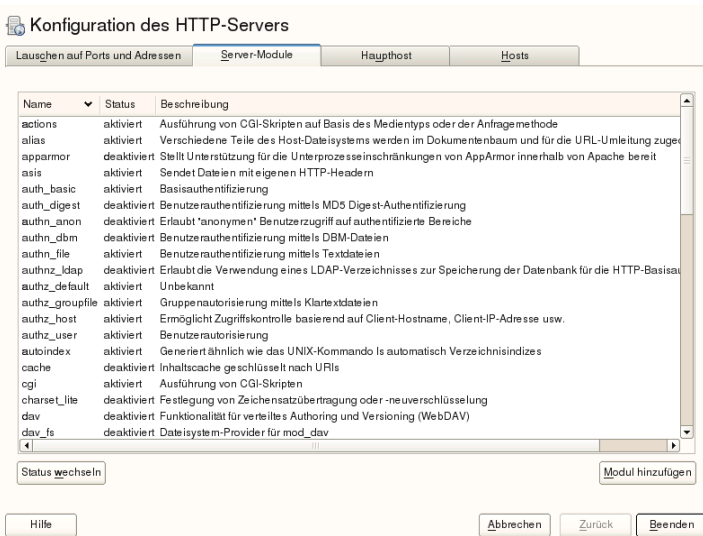 Konfiguration des HTTP-Servers
Lauschen auf Ports und Adressen Server-Module Haupthost Hosts
Name Status Beschreibung
actions aktiviert Ausführung von CGI-Skripten auf Basis des Medientyps oder der Anfragemethode
alias aktiviert Verschiedene Teile des Host-Dateisystems werden im Dokumentenbaum und für die URL-Umleitung
apparmor deaktiviert Stellt Unterstützung für die Unterprozesseinschränkungen von AppArmor innerhalb von Apache bereit
asis aktiviert Sendet Dateien mit eigenen HTTP-Headern
auth_basic aktiviert Basisauthentifizierung
auth_digest deaktiviert Benutzerauthentifizierung mittels MD5 Digest-Authentifizierung
authn_anon deaktiviert Erlaubt "anonymen" Benutzerzugriff auf authentifizierte Bereiche
authn_dbm deaktiviert Benutzerauthentifizierung mittels DBM-Dateien
authn_file aktiviert Benutzerauthentifizierung mittels Textdateien
authnz_ldap deaktiviert Erlaubt die Verwendung eines LDAP-Verzeichnisses zur Speicherung der Datenbank für die
authz_default aktiviert Unbekannt
authz_groupfile aktiviert Gruppenautorisierung mittels Klartextdateien
authz_host aktiviert Ermöglicht Zugriffskontrolle basierend auf Client-Hostname, Client-IP-Adresse usw.
authz_user aktiviert Benutzerautorisierung
autoindex aktiviert Generiert ähnlich wie das UNIX-Kommando ls automatisch Verzeichnisindizes
cache deaktiviert Inhaltscache geschlüsselt nach URIs
cgi aktiviert Ausführung von CGI-Skripten
charset_lite deaktiviert Festlegung von Zeichensatzübertragung oder -neuverschlüsselung
dav deaktiviert Funktionalität für verteiltes Authoring und Versioning (WebDAV)
dav_fs deaktiviert Dateisystem-Provider für mod_dav
Status wechseln Modul hinzufügen
Hilfe Abbrechen Zurück Beenden